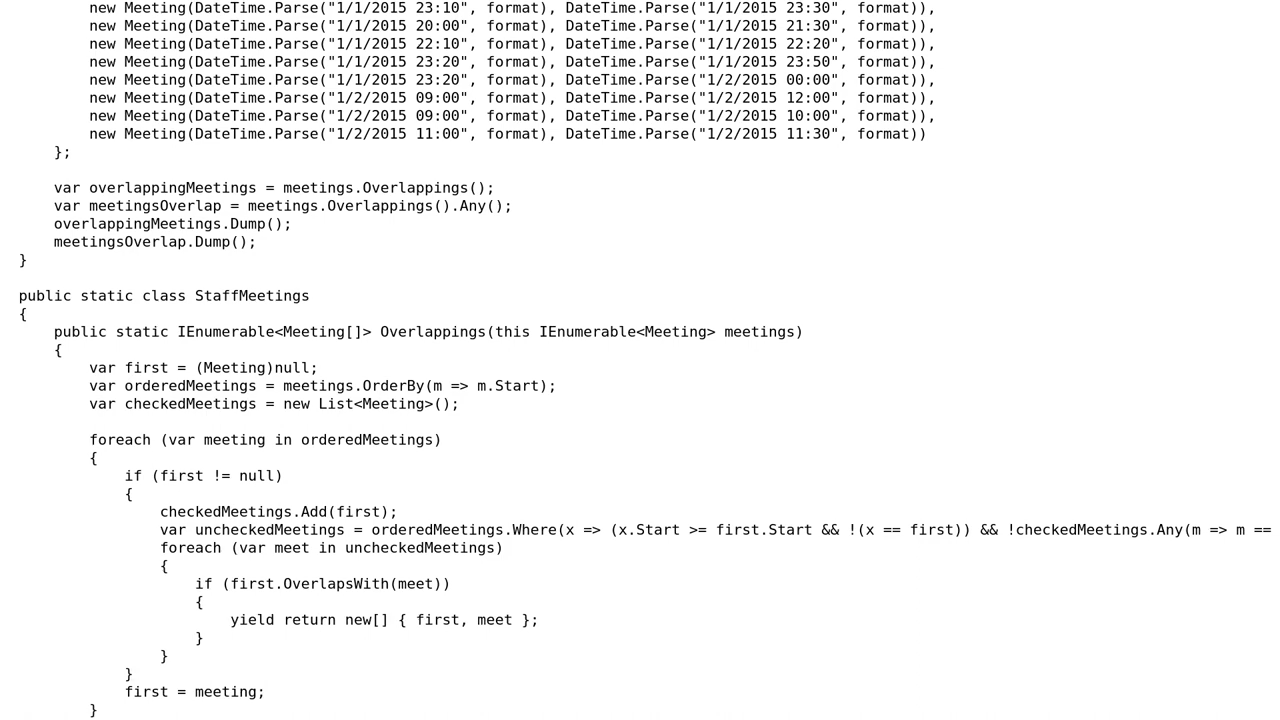 new Meeting(DateTime.Parse("1/1/2015 23:10", format), DateTime.Parse("1/1/2015 23:30", format)),
new Meeting(DateTime.Parse("1/1/2015 20:00", format), DateTime.Parse("1/1/2015 21:30", format)),
new Meeting(DateTime.Parse("1/1/2015 22:10", format), DateTime.Parse("1/1/2015 22:20", format)),
new Meeting(DateTime.Parse("1/1/2015 23:20", format), DateTime.Parse("1/1/2015 23:50", format)),
new Meeting(DateTime.Parse("1/1/2015 23:20", format), DateTime.Parse("1/2/2015 00:00", format)),
new Meeting(DateTime.Parse("1/2/2015 09:00", format), DateTime.Parse("1/2/2015 12:00", format)),
new Meeting(DateTime.Parse("1/2/2015 09:00", format), DateTime.Parse("1/2/2015 10:00", format)),
new Meeting(DateTime.Parse("1/2/2015 11:00", format), DateTime.Parse("1/2/2015 11:30", format))
};
var overlappingMeetings = meetings.Overlappings();
var meetingsOverlap = meetings.Overlappings().Any();
overlappingMeetings.Dump();
meetingsOverlap.Dump();
}
public static class StaffMeetings
{
public static IEnumerable<Meeting[]> Overlappings(this IEnumerable<Meeting> meetings)
{
var first = (Meeting)null;
var orderedMeetings = meetings.OrderBy(m => m.Start);
var checkedMeetings = new List<Meeting>();
foreach (var meeting in orderedMeetings)
{
if (first != null)
{
checkedMeetings.Add(first);
var uncheckedMeetings = orderedMeetings.Where(x => (x.Start >= first.Start && !(x == first)) && !checkedMeetings.Any(m => m ==
foreach (var meet in uncheckedMeetings)
{
if (first.OverlapsWith(meet))
{
yield return new[] { first, meet };
}
}
}
first = meeting;
}